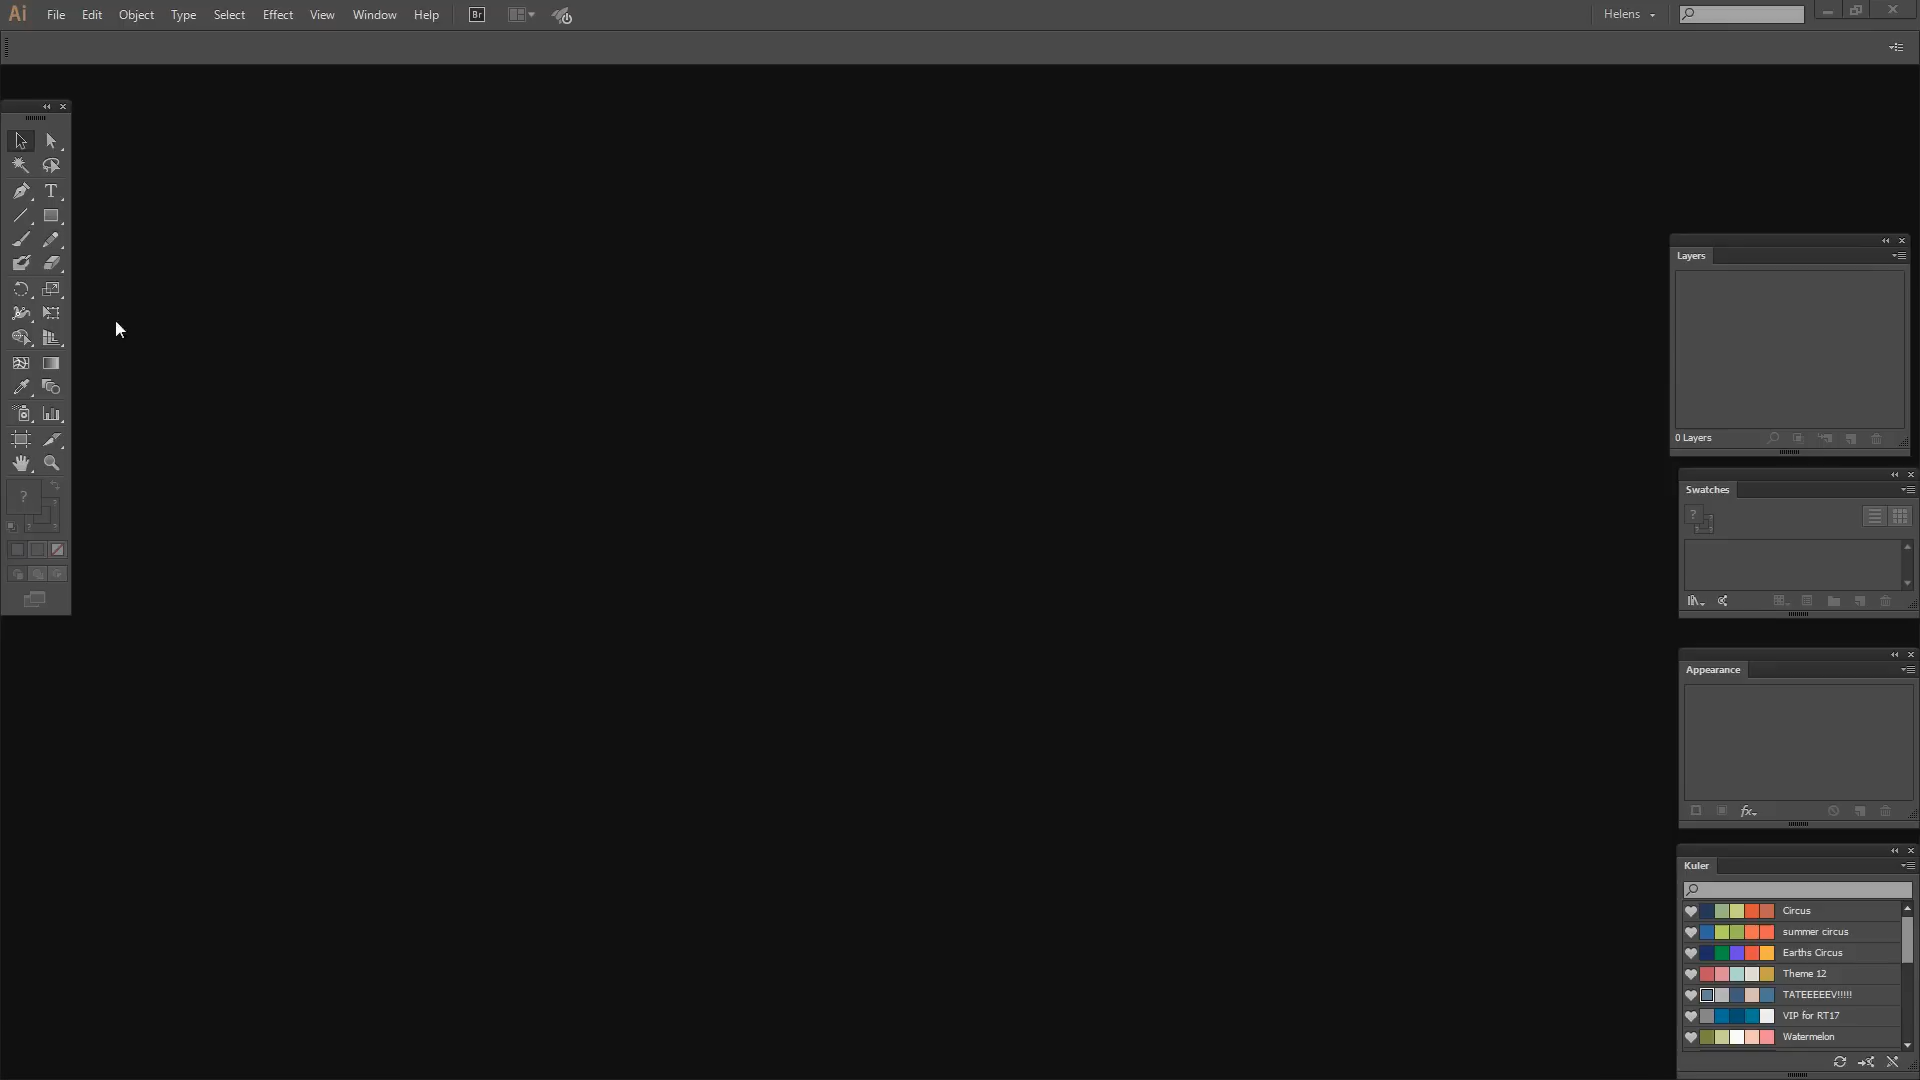 Ai File Edit Object Type Select Effect View Window Help Br Helens
T
Layers
0 Layers
Swatches
?
?
Appearance
fx
Kuler
Circus
summer circus
Earths Circus
Theme 12
TATEEEEEV!!!!!
VIP for RT17
Watermelon